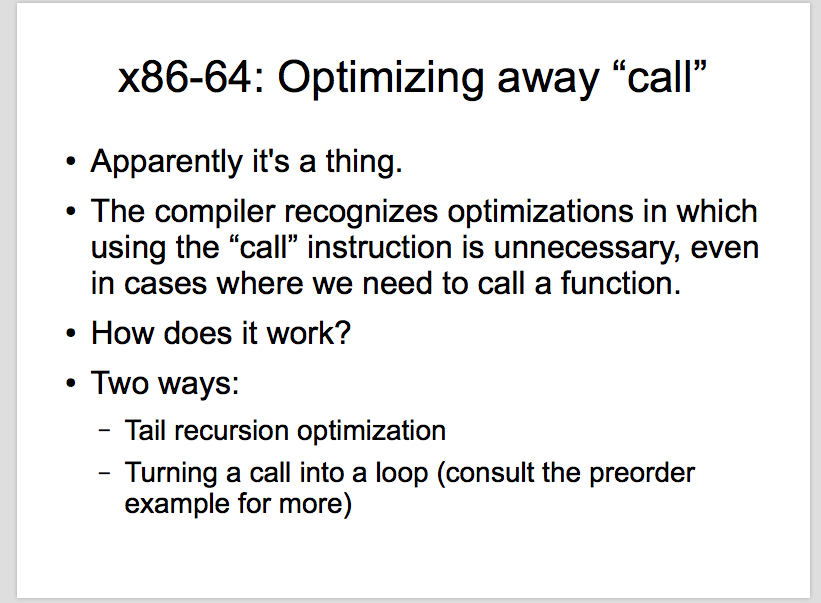 x86-64: Optimizing away “call”
• Apparently it's a thing.
• The compiler recognizes optimizations in which
using the “call” instruction is unnecessary, even
in cases where we need to call a function.
• How does it work?
• Two ways:
– Tail recursion optimization
– Turning a call into a loop (consult the preorder
example for more)